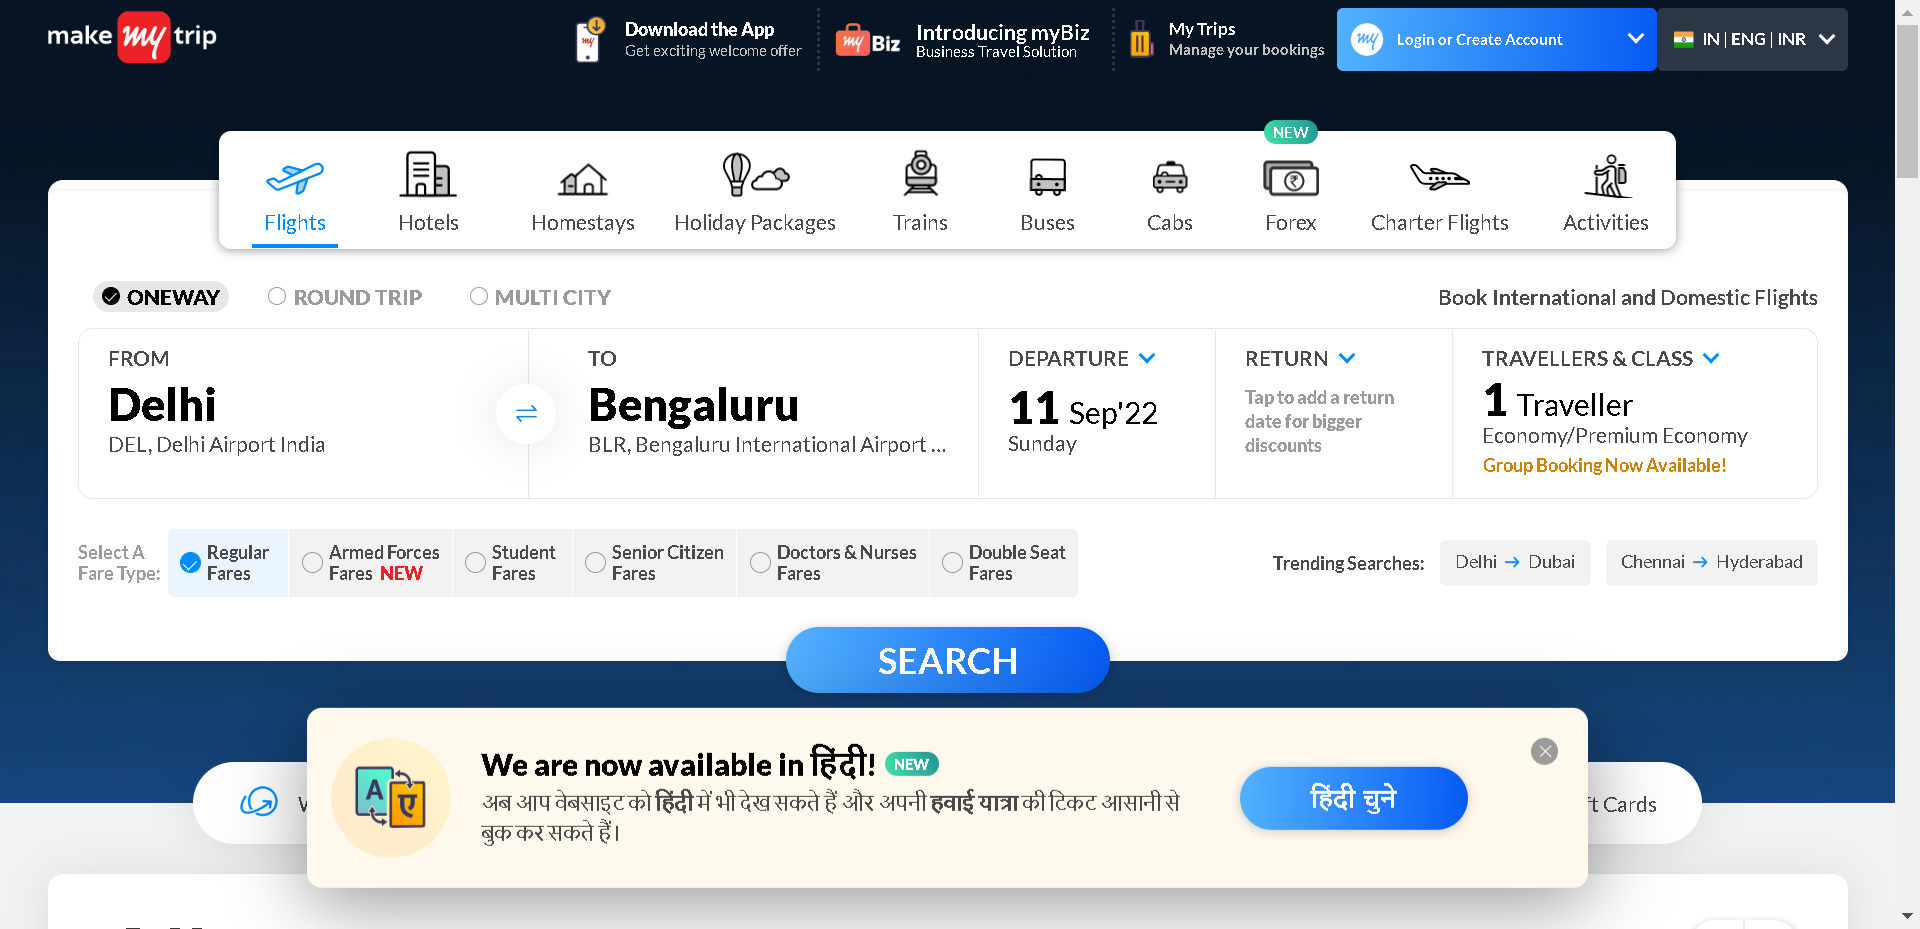 make my trip
Download the App
Get exciting welcome offer
my Biz
Introducing myBiz
Business Travel Solution
My Trips
Manage your bookings
my
Login or Create Account
IN | ENG | INR
NEW
Flights
Hotels
Homestays
Holiday Packages
Trains
Buses
Cabs
Forex
Charter Flights
Activities
ONEWAY
ROUND TRIP
MULTI CITY
Book International and Domestic Flights
FROM
Delhi
DEL, Delhi Airport India
TO
Bengaluru
BLR, Bengaluru International Airport ...
DEPARTURE
11 Sep'22
Sunday
RETURN
Tap to add a return
date for bigger
discounts
TRAVELLERS & CLASS
1 Traveller
Economy/Premium Economy
Group Booking Now Available!
Select A
Fare Type:
Regular
Fares
Armed Forces
Fares NEW
Student
Fares
Senior Citizen
Fares
Doctors & Nurses
Fares
Double Seat
Fares
Trending Searches:
Delhi → Dubai
Chennai → Hyderabad
SEARCH
We are now available in हिंदी! NEW
अब आप वेबसाइट को हिंदी में भी देख सकते हैं और अपनी हवाई यात्रा की टिकट आसानी से
बुक कर सकते हैं।
हिंदी चुने
A ए
ft Cards